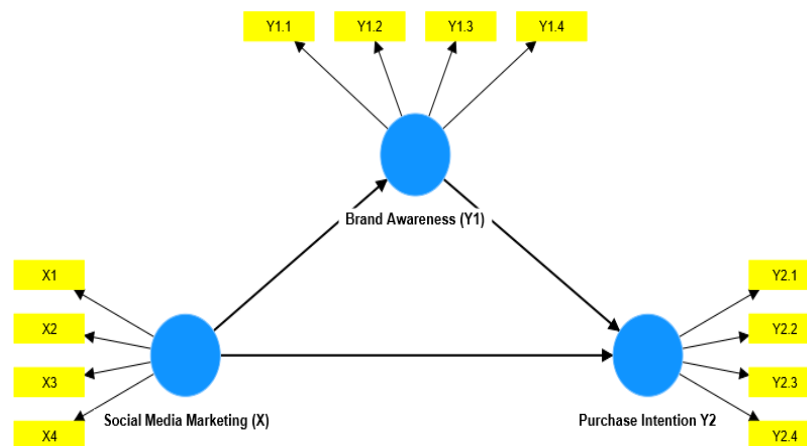 Y1.1
Y1.2
Y1.3
Y1.4
Brand Awareness (Y1)
X1
X2
X3
X4
Social Media Marketing (X)
Y2.1
Y2.2
Y2.3
Y2.4
Purchase Intention Y2